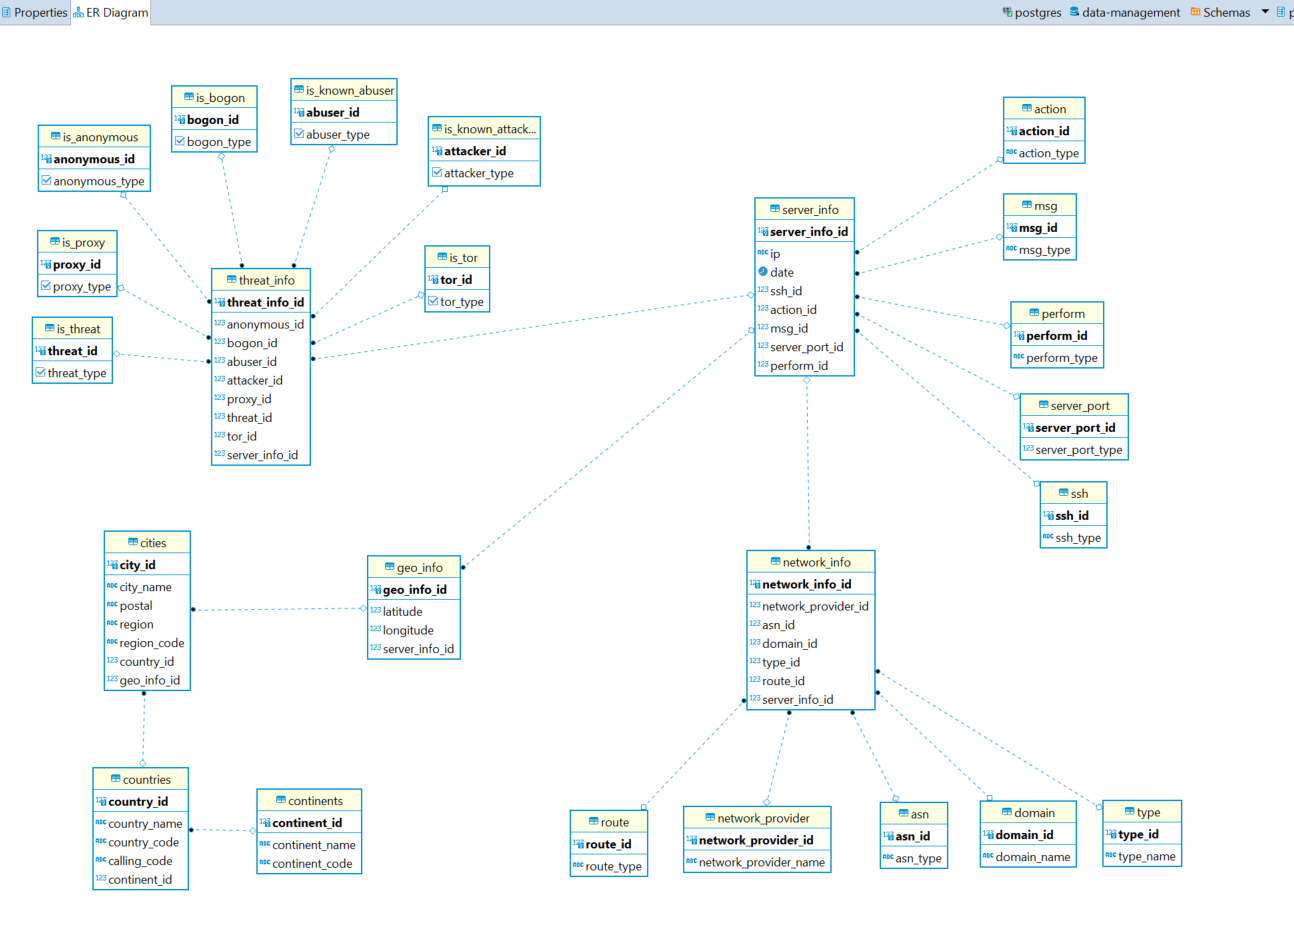 Properties
ER Diagram
postgres
data-management
Schemas
p
is_bogon
bogon_id
bogon_type
is_known_abuser
abuser_id
abuser_type
is_anonymous
anonymous_id
anonymous_type
is_known_attack...
attacker_id
attacker_type
action
action_id
action_type
is_proxy
proxy_id
proxy_type
is_threat
threat_id
threat_type
threat_info
threat_info_id
anonymous_id
bogon_id
abuser_id
attacker_id
proxy_id
threat_id
tor_id
server_info_id
is_tor
tor_id
tor_type
server_info
server_info_id
ip
date
ssh_id
action_id
msg_id
server_port_id
perform_id
msg
msg_id
msg_type
perform
perform_id
perform_type
server_port
server_port_id
server_port_type
ssh
ssh_id
ssh_type
cities
city_id
city_name
postal
region
region_code
country_id
geo_info_id
geo_info
geo_info_id
latitude
longitude
server_info_id
network_info
network_info_id
network_provider_id
asn_id
domain_id
type_id
route_id
server_info_id
countries
country_id
country_name
country_code
calling_code
continent_id
continents
continent_id
continent_name
continent_code
route
route_id
route_type
network_provider
network_provider_id
network_provider_name
asn
asn_id
asn_type
domain
domain_id
domain_name
type
type_id
type_name